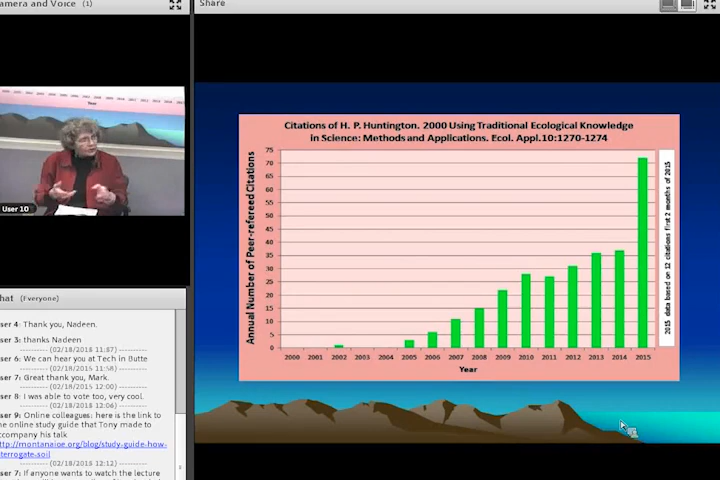 amera and Voice (1)
Share
User 10
Citations of H. P. Huntington. 2000 Using Traditional Ecological Knowledge
in Science: Methods and Applications. Ecol. Appl.10:1270-1274
Annual Number of Peer-refereed Citations
75
70
65
60
55
50
45
40
35
30
25
20
15
10
5
0
2000 2001 2002 2003 2004 2005 2006 2007 2008 2009 2010 2011 2012 2013 2014 2015
Year
2015 data based on 12 citations first 2 months of 2015
hat (Everyone)
ser 4: Thank you, Nadeen.
ser 3: thanks Nadeen
ser 6: We can hear you at Tech in Butte
ser 7: Great thank you, Mark.
ser 8: I was able to vote too, very cool.
ser 9: Online colleagues: here is the link to
he online study guide that Tony made to
ccompany his talk
http://montanaioe.org/blog/study-guide-how-
terrogate-soil
ser 7: If anyone wants to watch the lecture